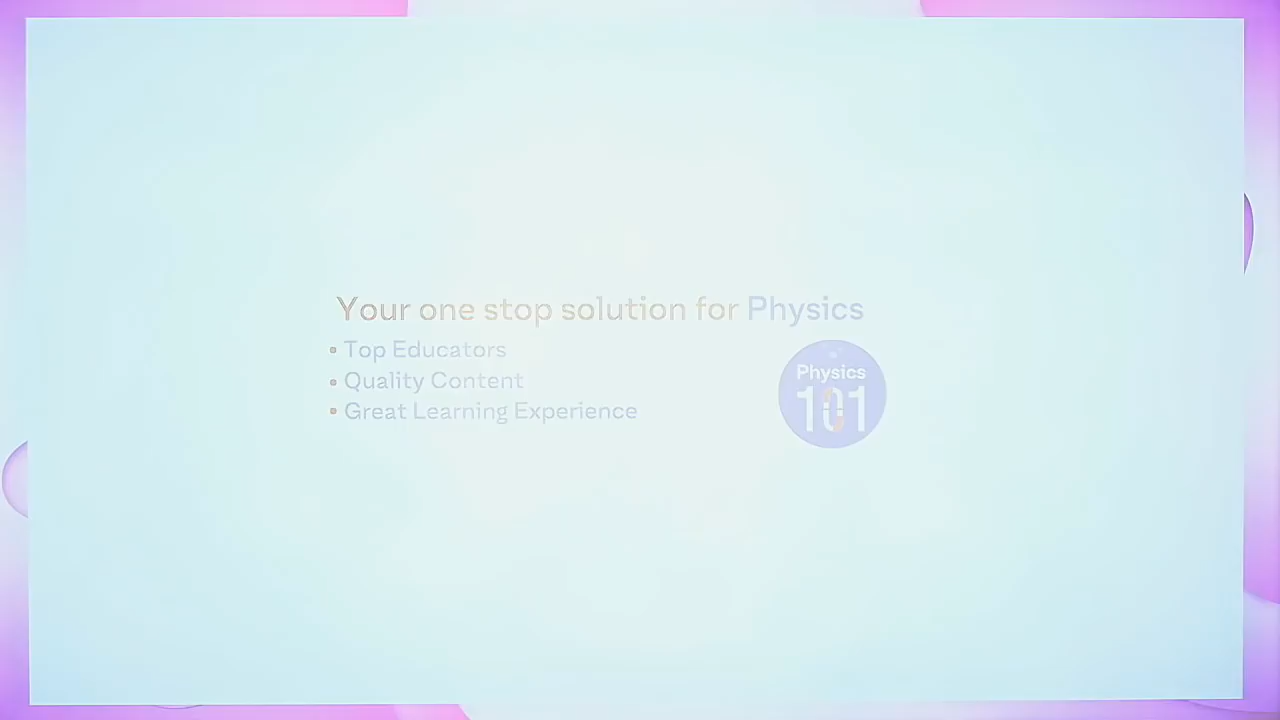 Your one stop solution for Physics
• Top Educators
• Quality Content
• Great Learning Experience
Physics
101